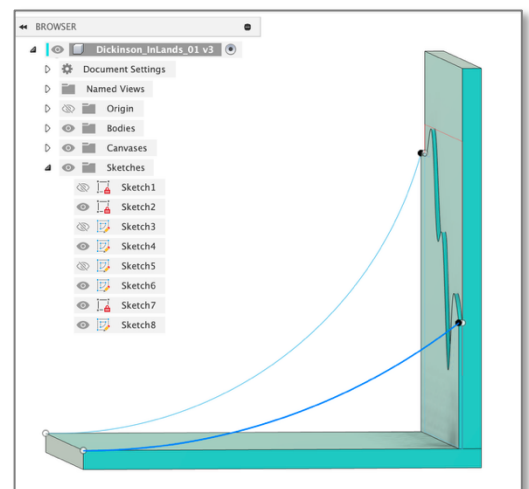 BROWSER
Dickinson_InLands_01 v3
Document Settings
Named Views
Origin
Bodies
Canvases
Sketches
Sketch1
Sketch2
Sketch3
Sketch4
Sketch5
Sketch6
Sketch7
Sketch8